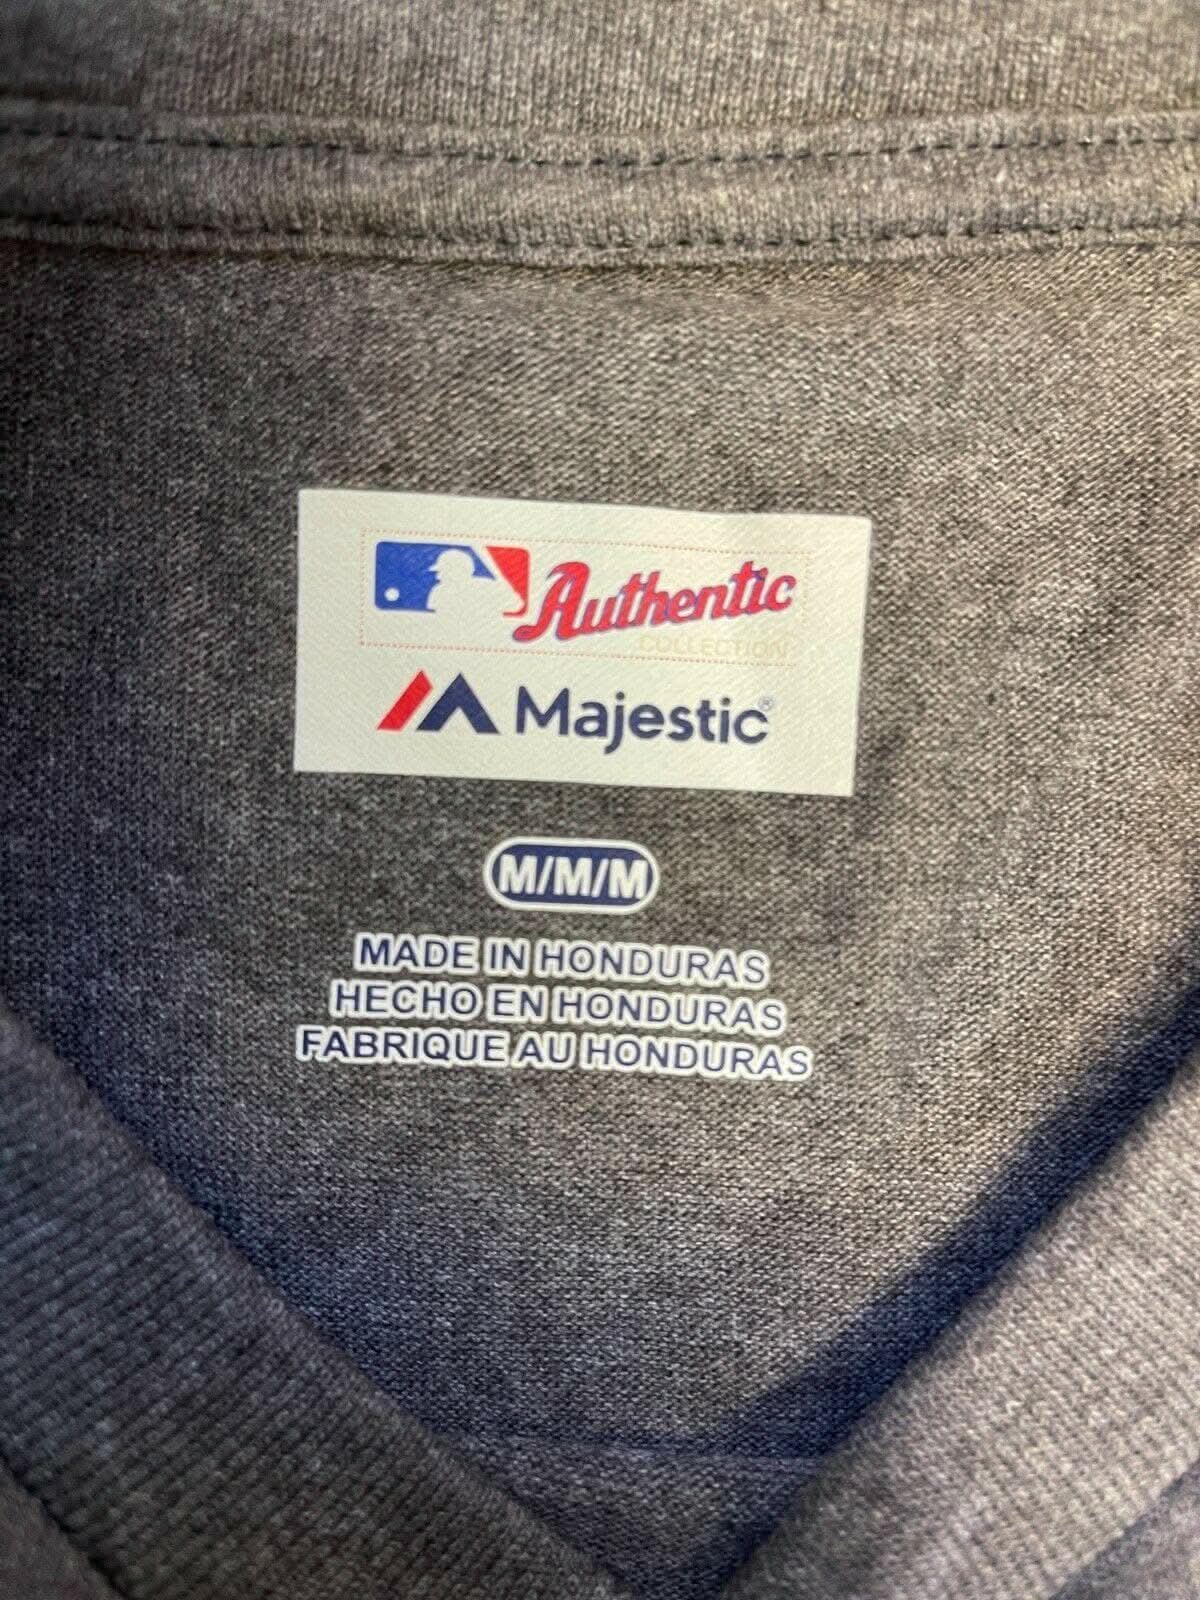 Authentic
COLLECTION
Majestic®
M/M/M
MADE IN HONDURAS
HECHO EN HONDURAS
FABRIQUE AU HONDURAS